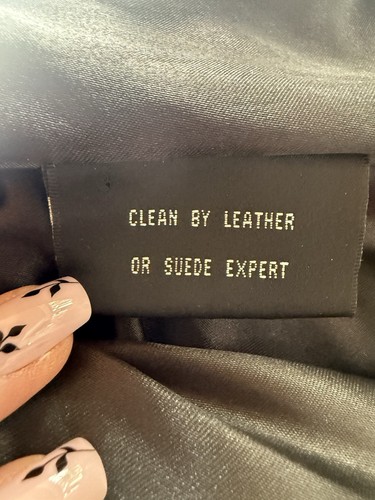 CLEAN BY LEATHER
OR SUEDE EXPERT